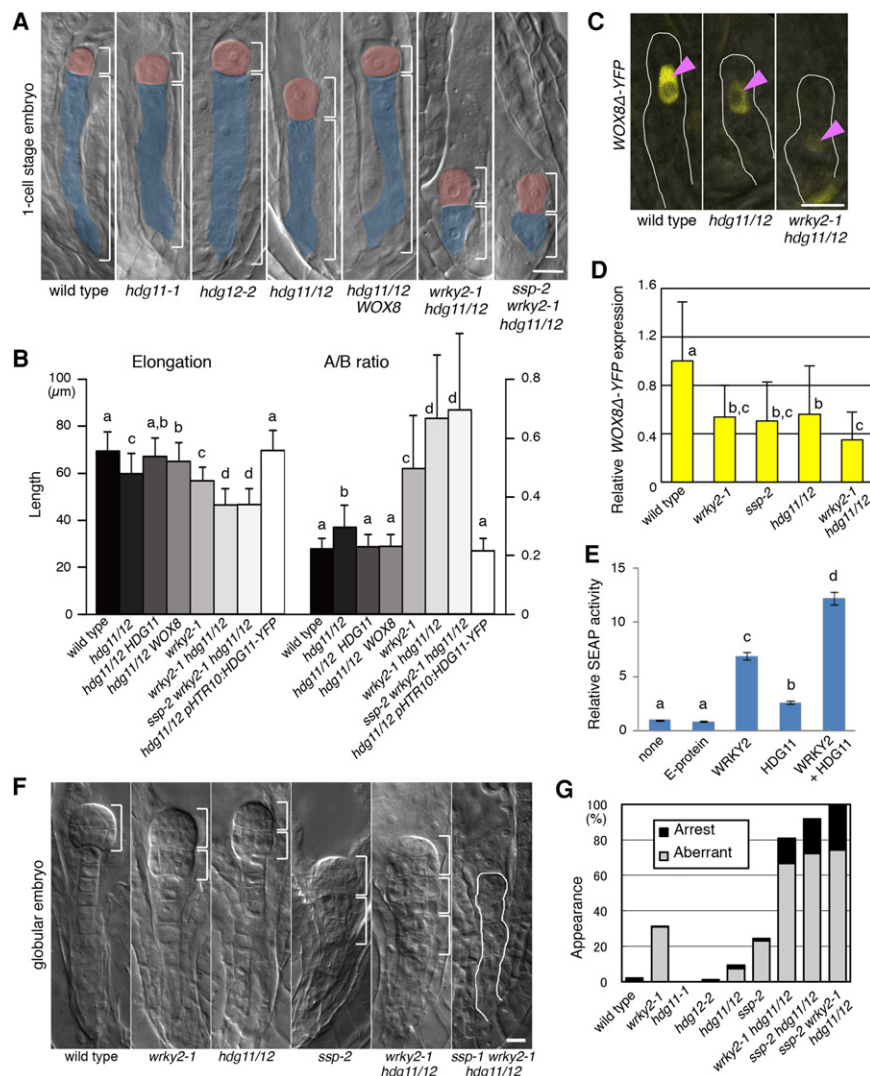 A
1-cell stage embryo
wild type
hdg11-1
hdg12-2
hdg11/12
hdg11/12
WOX8
wrky2-1
hdg11/12
ssp-2
wrky2-1
hdg11/12
B
Elongation
A/B ratio
(µm)
Length
100
80
60
40
20
0
a
c
a,b
b
c
d
d
a
a
b
a
a
c
d
d
a
0.8
0.6
0.4
0.2
0
wild type
hdg11/12
hdg11/12 HDG11
hdg11/12 WOX8
wrky2-1
wrky2-1 hdg11/12
ssp-2 wrky2-1 hdg11/12
hdg11/12 pHTR10:HDG11-YFP
wild type
hdg11/12
hdg11/12 HDG11
hdg11/12 WOX8
wrky2-1
wrky2-1 hdg11/12
ssp-2 wrky2-1 hdg11/12
hdg11/12 pHTR10:HDG11-YFP
C
WOX8Δ-YFP
wild type
hdg11/12
wrky2-1
hdg11/12
D
Relative WOX8Δ-YFP expression
1.6
1.2
0.8
0.4
0
a
b,c
b,c
b
c
wild type
wrky2-1
ssp-2
hdg11/12
wrky2-1
hdg11/12
E
Relative SEAP activity
15
10
5
0
a
a
c
b
d
none
E-protein
WRKY2
HDG11
WRKY2
+ HDG11
F
globular embryo
wild type
wrky2-1
hdg11/12
ssp-2
wrky2-1
hdg11/12
ssp-1 wrky2-1
hdg11/12
G
Appearance
100
(%)
80
60
40
20
0
Arrest
Aberrant
wild type
wrky2-1
hdg11-1
hdg12-2
hdg11/12
ssp-2
wrky2-1 hdg11/12
ssp-2 hdg11/12
ssp-2 wrky2-1
hdg11/12